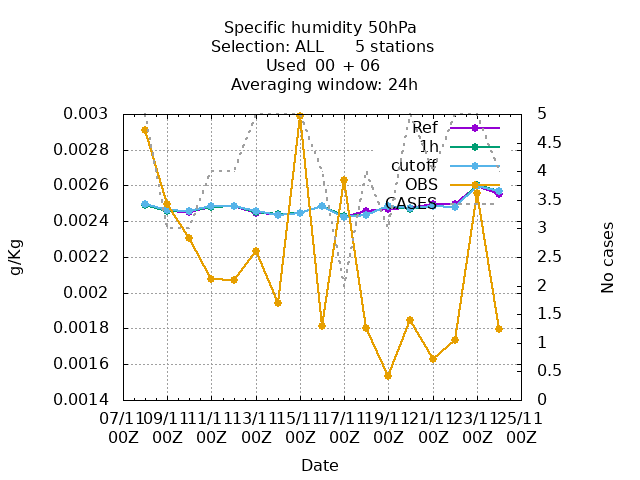 Specific humidity 50hPa
Selection: ALL 5 stations
Used 00 + 06
Averaging window: 24h
0.003
0.0028
0.0026
0.0024
0.0022
0.002
0.0018
0.0016
0.0014
g/Kg
5
4.5
4
3.5
3
2.5
2
1.5
1
0.5
0
No cases
Ref
1h
cutoff
OBS
CASES
07/11 09/11 11/11 13/11 15/11 17/11 19/11 21/11 23/11 25/11
00Z 00Z 00Z 00Z 00Z 00Z 00Z 00Z 00Z 00Z
Date